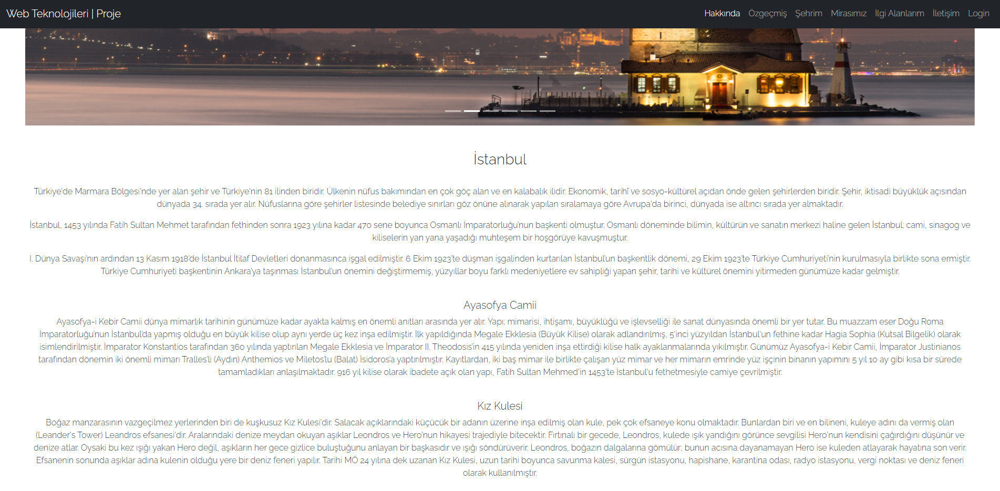 Web Teknolojileri | Proje
Hakkında Özgeçmiş Şehrim Mirasımız İlgi Alanlarım İletişim Login
İstanbul
Türkiye'de Marmara Bölgesi'nde yer alan şehir ve Türkiye'nin 81 ilinden biridir. Ülkenin nüfus bakımından en çok göç alan ve en kalabalık ilidir. Ekonomik, tarihî ve sosyo-kültürel açıdan önde gelen şehirlerden biridir. Şehir, iktisadi büyüklük açısından
dünyada 34. sırada yer alır. Nüfuslarına göre şehirler listesinde belediye sınırları göz önüne alınarak yapılan sıralamaya göre Avrupa'da birinci, dünyada ise altıncı sırada yer almaktadır.
İstanbul, 1453 yılında Fatih Sultan Mehmet tarafından fethinden sonra 1923 yılına kadar 470 sene boyunca Osmanlı İmparatorluğu'nun başkenti olmuştur. Osmanlı döneminde bilimin, kültürün ve sanatın merkezi haline gelen İstanbul; cami, sinagog ve
kiliselerin yan yana yaşadığı muhteşem bir hoşgörüye kavuşmuştur.
I. Dünya Savaşı'nın ardından 13 Kasım 1918'de İstanbul İtilaf Devletleri donanmasınca işgal edilmiştir. 6 Ekim 1923'te düşman işgalinden kurtarılan İstanbul'un başkentlik dönemi, 29 Ekim 1923'te Türkiye Cumhuriyeti'nin kurulmasıyla birlikte sona ermiştir.
Türkiye Cumhuriyeti başkentinin Ankara'ya taşınması İstanbul'un önemini değiştirmemiş, yüzyıllar boyu farklı medeniyetlere ev sahipliği yapan şehir, tarihi ve kültürel önemini yitirmeden günümüze kadar gelmiştir.
Ayasofya Camii
Ayasofya-i Kebir Camii dünya mimarlık tarihinin günümüze kadar ayakta kalmış en önemli anıtları arasında yer alır. Yapı; mimarisi, ihtişamı, büyüklüğü ve işlevselliği ile sanat dünyasında önemli bir yer tutar. Bu muazzam eser Doğu Roma
İmparatorluğu'nun İstanbul'da yapmış olduğu en büyük kilise olup aynı yerde üç kez inşa edilmiştir. İlk yapıldığında Megale Ekklesia (Büyük Kilise) olarak adlandırılmış, 5'inci yüzyıldan İstanbul'un fethine kadar Hagia Sophia (Kutsal Bilgelik) olarak
isimlendirilmiştir. İmparator Konstantios tarafından 360 yılında yaptırılan Megale Ekklesia ve İmparator II. Theodosis'in 415 yılında yeniden inşa ettirdiği kilise halk ayaklanmalarında yıkılmıştır. Günümüz Ayasofya-i Kebir Camii, İmparator Justinianos
tarafından dönemin iki önemli mimarı Tralles'li (Aydın) Anthemios ve Miletos'lu (Balat) İsidoros'a yaptırılmıştır. Kayıtlardan, iki baş mimar ile birlikte çalışan yüz mimar ve her mimarın emrinde yüz işçinin binanın yapımını 5 yıl 10 ay gibi kısa bir sürede
tamamladıkları anlaşılmaktadır. 916 yıl kilise olarak ibadete açık olan yapı, Fatih Sultan Mehmed'in 1453'te İstanbul'u fethetmesiyle camiye çevrilmiştir.
Kız Kulesi
Boğaz manzarasının vazgeçilmez yerlerinden biri de kuşkusuz Kız Kulesi'dir. Salacak açıklarındaki küçücük bir adanın üzerine inşa edilmiş olan kule, pek çok efsaneye konu olmaktadır. Bunlardan biri ve en bilineni, kuleye adını da vermiş olan
(Leander's Tower) Leandros efsanesi'dir. Aralarındaki denize meydan okuyan aşıklar Leondros ve Hero'nun hikayesi trajediyle bitecektir. Fırtınalı bir gecede, Leondros, kulede ışık yandığını görünce sevgilisi Hero'nun kendisini çağırdığını düşünür ve
denize atlar. Oysaki bu kez ışığı yakan Hero değil, aşıkların her gece gizlice buluştuğunu anlayan bir başkasıdır ve ışığı söndürüverir. Leondros, boğazın dalgalarına gömülür; bunun acısına dayanamayan Hero ise kuleden atlayarak hayatına son verir.
Efsanenin sonunda aşıklar adına kulenin olduğu yere bir deniz feneri yapılır. Tarihi MÖ 24 yılına dek uzanan Kız Kulesi, uzun tarihi boyunca savunma kalesi, sürgün istasyonu, hapishane, karantina odası, radyo istasyonu, vergi noktası ve deniz feneri
olarak kullanılmıştır.